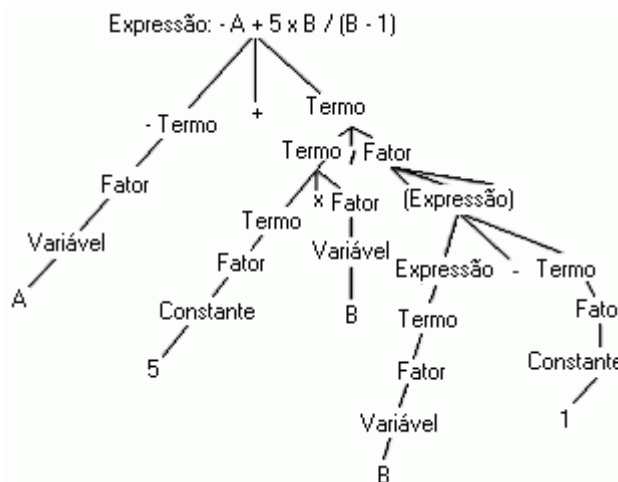 Expressão: - A + 5 x B / (B - 1)
- Termo + Termo
Termo / Fator
Fator Termo x Fator (Expressão)
Variável Fator Variável Expressão - Termo
A Constante B Termo Fato
5 Fator Constante
Variável 1
B